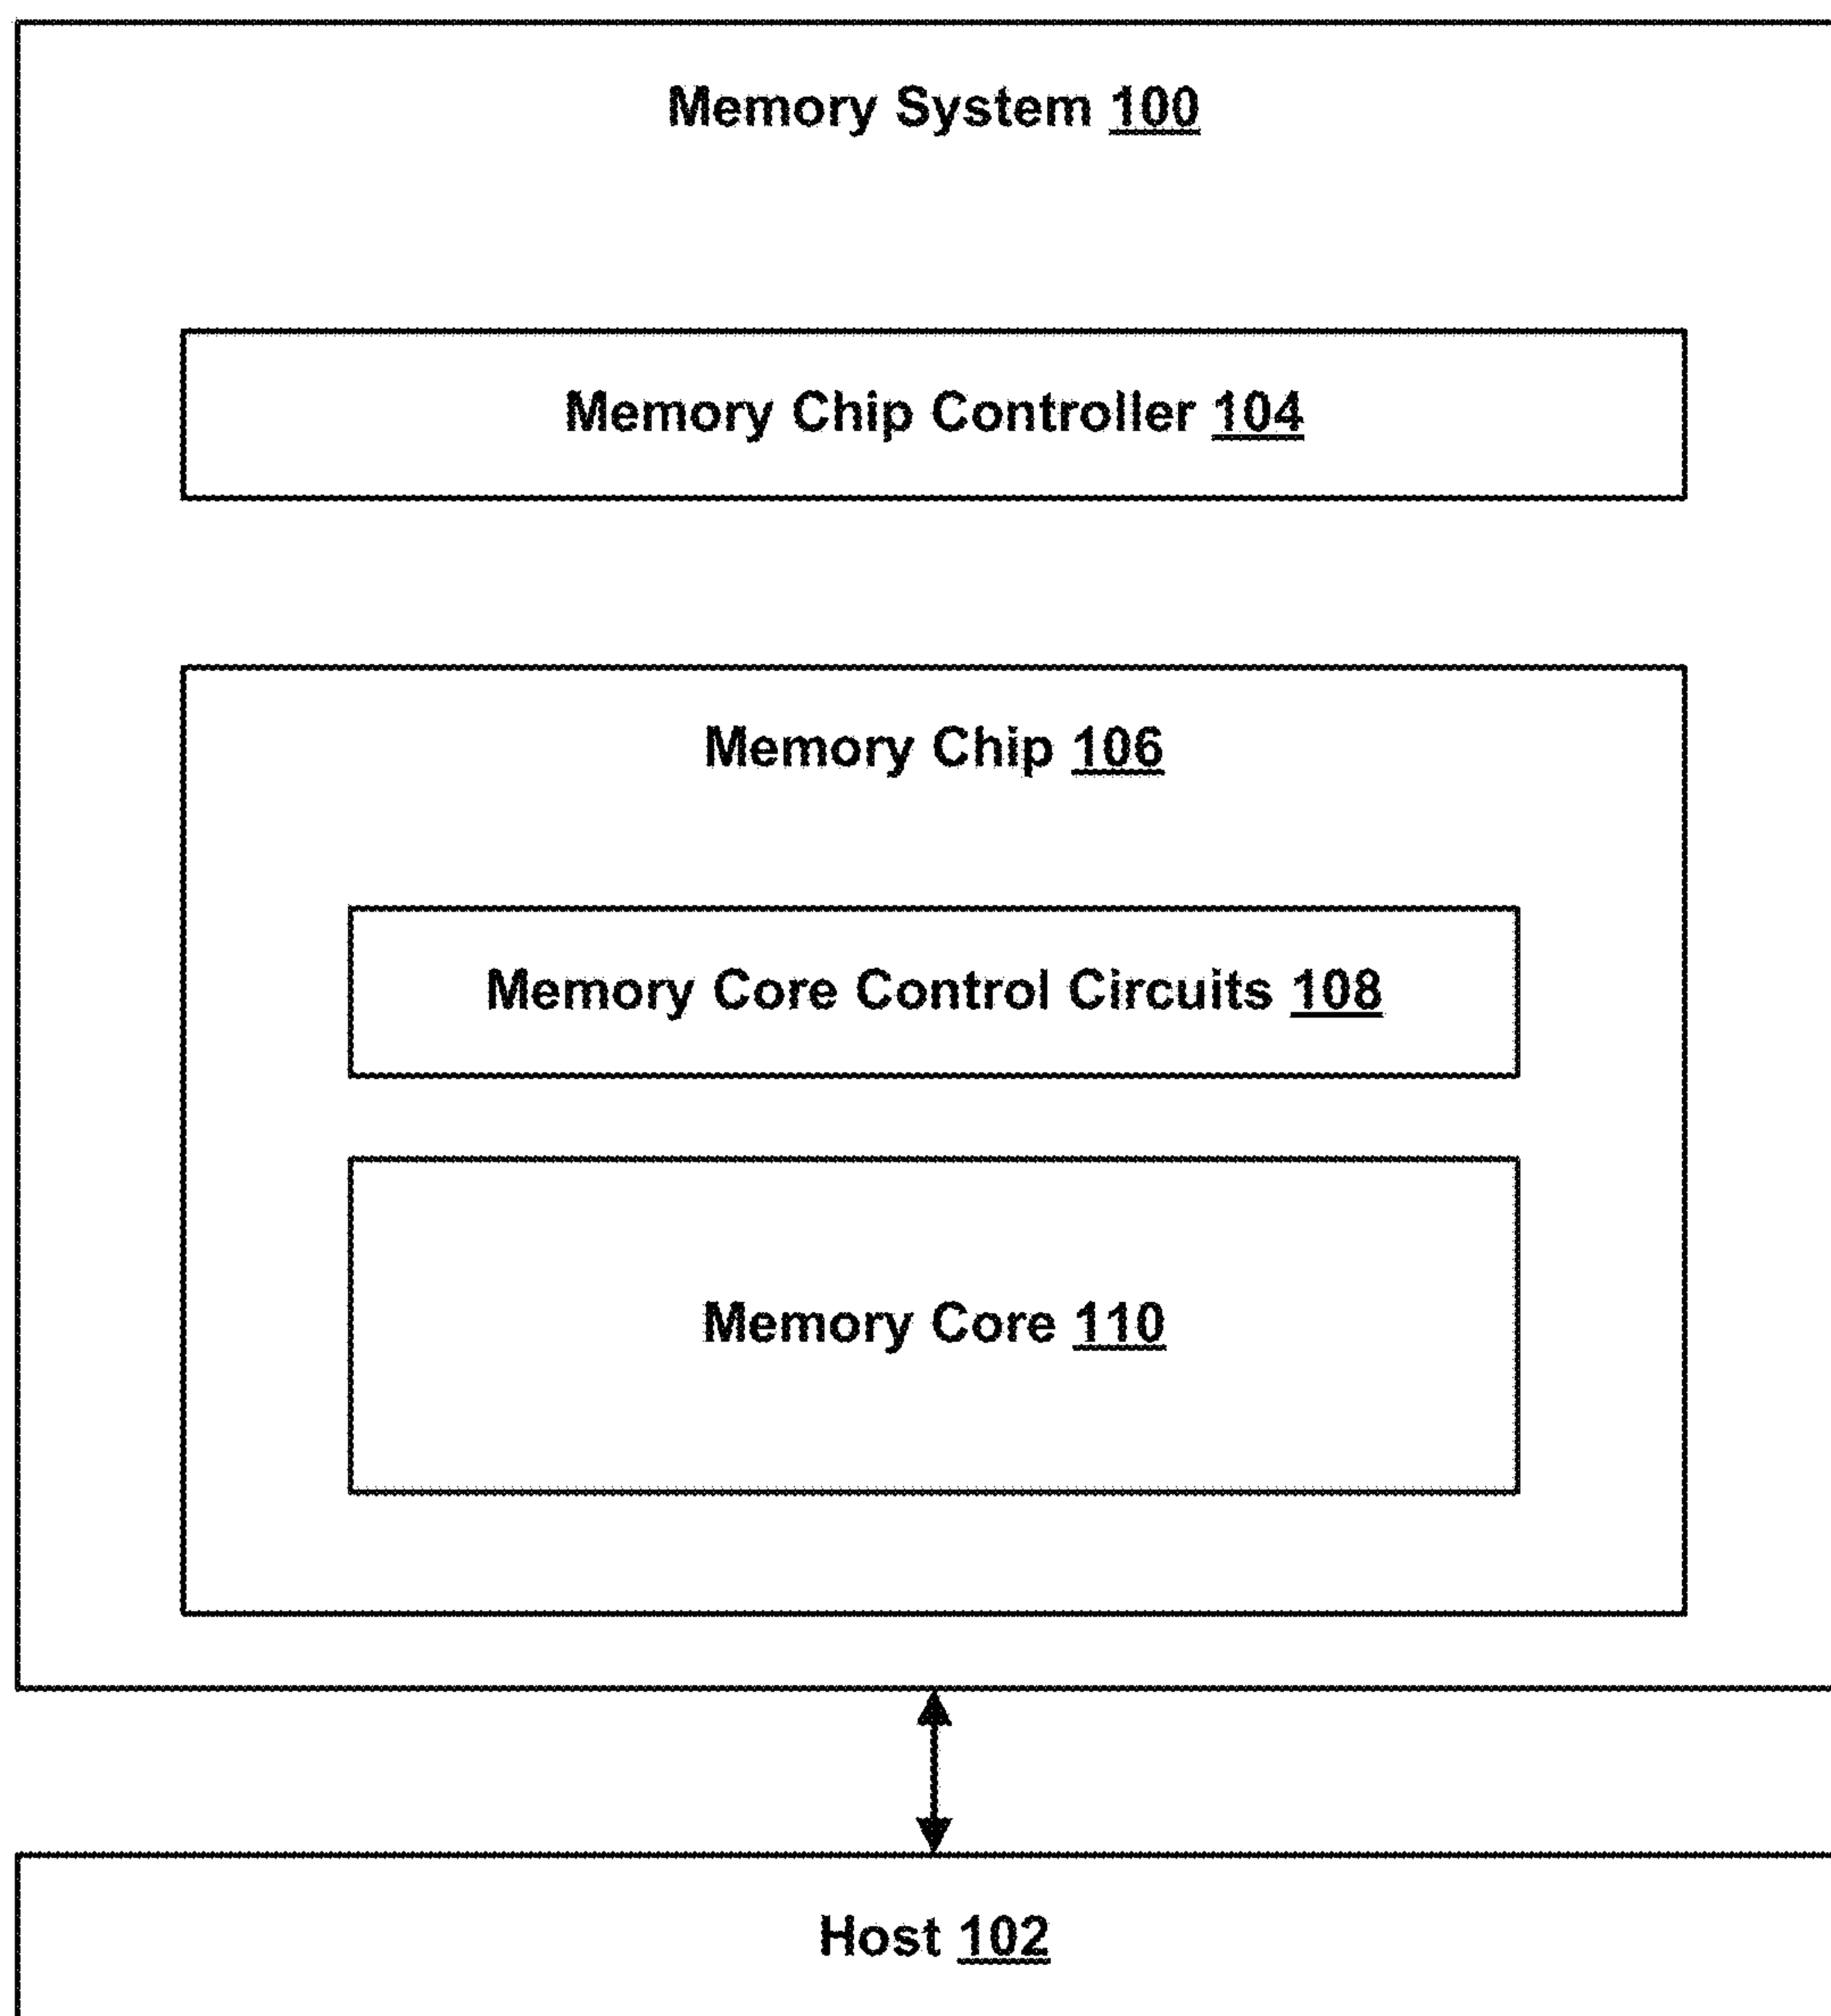 Memory System 100
Memory Chip Controller 104
Memory Chip 106
Memory Core Control Circuits 108
Memory Core 110
Host 102